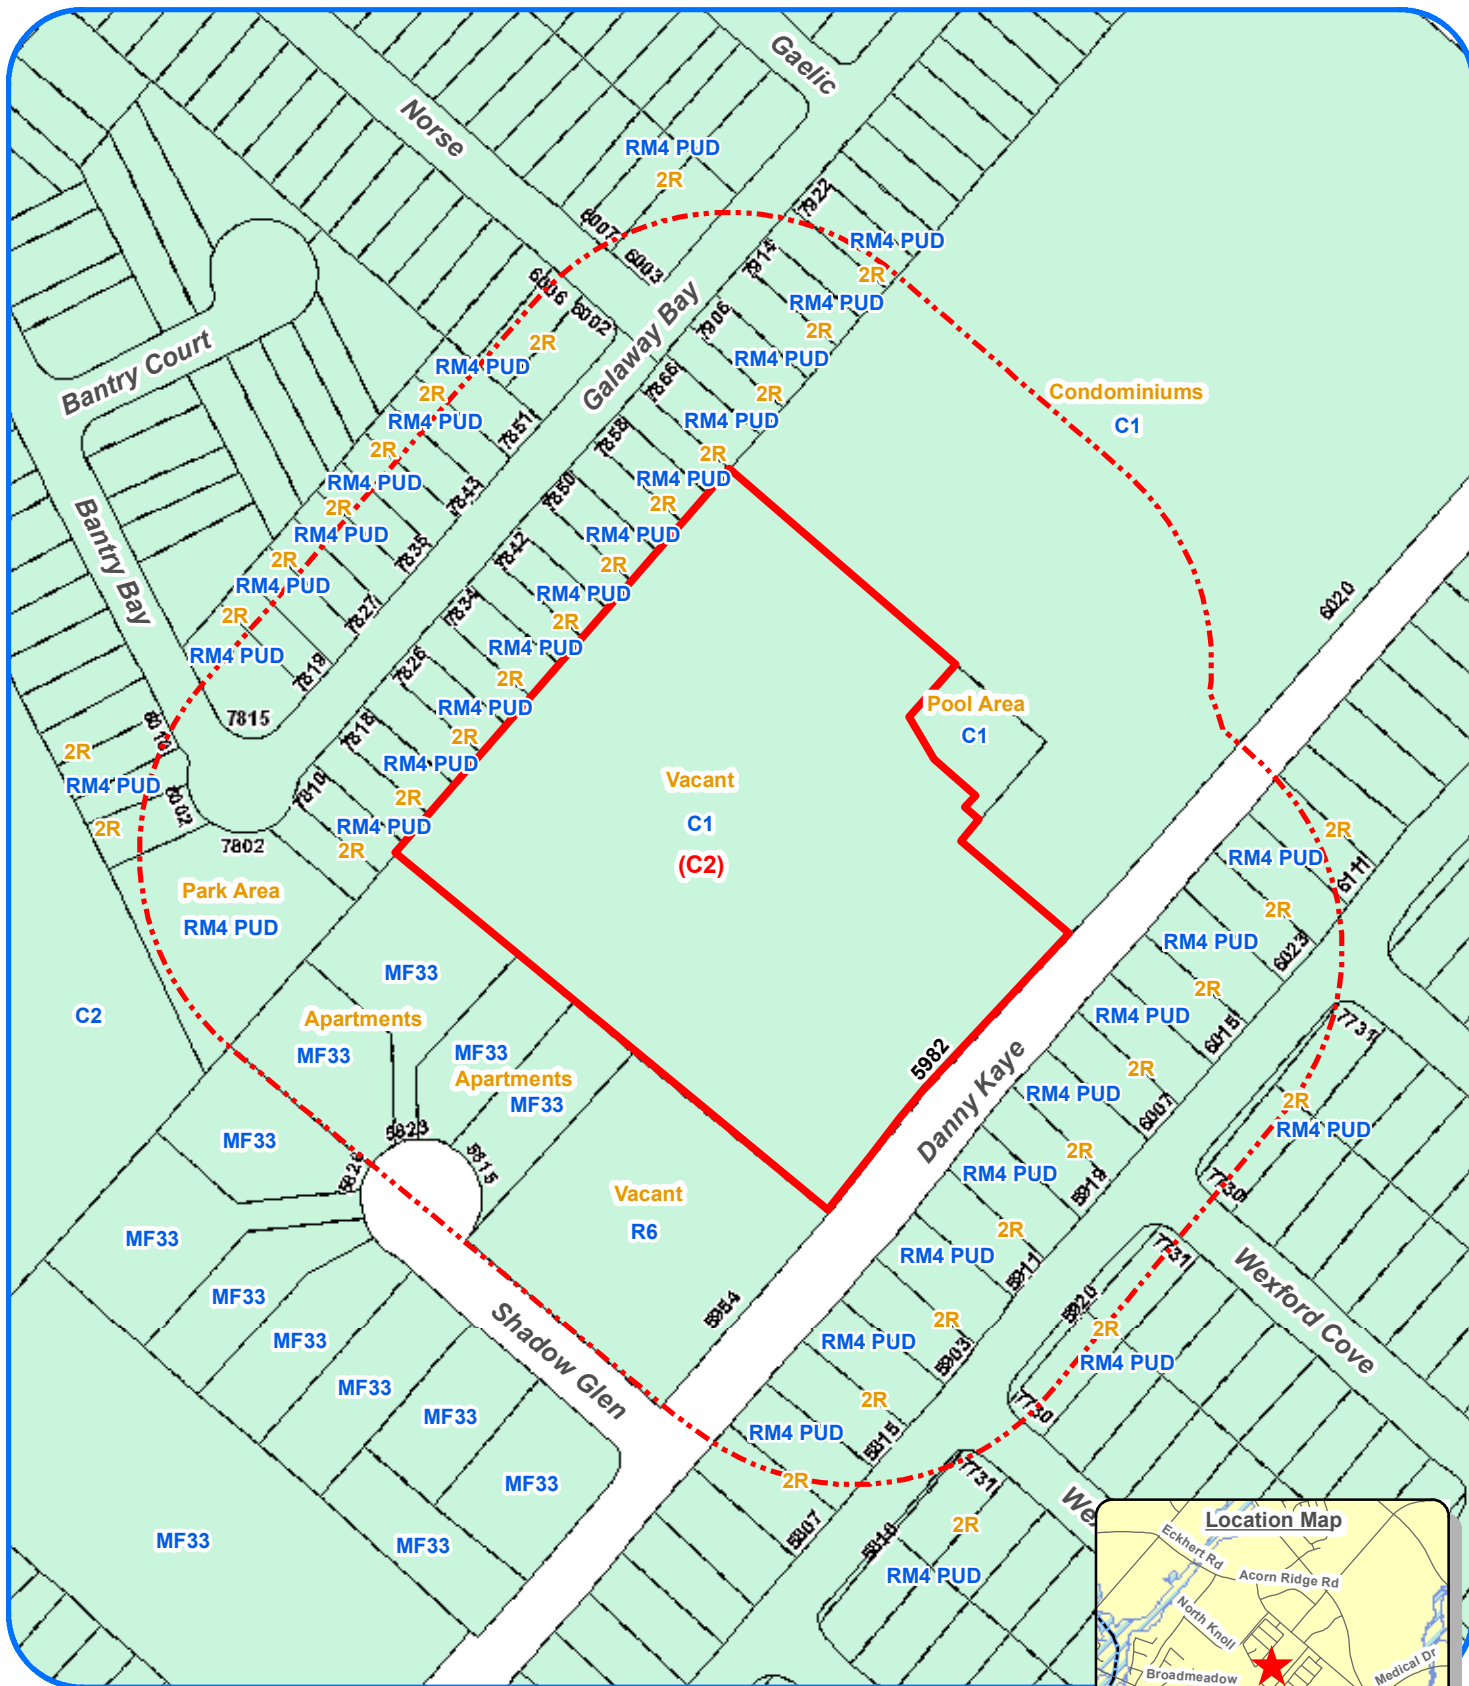 Gaelic
Norse
RM4 PUD
2R
7922
6007
RM4 PUD
6003
7914
2R
6006
RM4 PUD
6002
7906
2R
2R
Galaway Bay
Bantry Court
RM4 PUD
RM4 PUD
7866
2R
2R
Condominiums
C1
RM4 PUD
7851
RM4 PUD
7858
2R
2R
RM4 PUD
7843
RM4 PUD
7850
2R
2R
RM4 PUD
7835
RM4 PUD
7842
2R
2R
Bantry Bay
RM4 PUD
7827
RM4 PUD
7834
2R
2R
6020
RM4 PUD
7819
RM4 PUD
7826
2R
7815
RM4 PUD
Pool Area
C1
7818
2R
2R
RM4 PUD
RM4 PUD
Vacant
C1
(C2)
6002
2R
7810
2R
RM4 PUD
2R
7802
2R
RM4 PUD
6111
Park Area
RM4 PUD
2R
RM4 PUD
6023
MF33
2R
RM4 PUD
6015
C2
Apartments
MF33
MF33
Apartments
MF33
5982
Danny Kaye
2R
RM4 PUD
6007
7731
2R
RM4 PUD
MF33
5823
5815
2R
RM4 PUD
5919
7730
Vacant
R6
MF33
2R
RM4 PUD
5911
7731
Wexford Cove
MF33
MF33
Shadow Glen
5954
2R
RM4 PUD
5903
5920
2R
RM4 PUD
MF33
MF33
2R
RM4 PUD
5815
7730
MF33
2R
5807
7731
2R
5816
RM4 PUD
MF33
MF33
Location Map
Eckhert Rd
Acorn Ridge Rd
North Knoll
Broadmeadow
Medical Dr